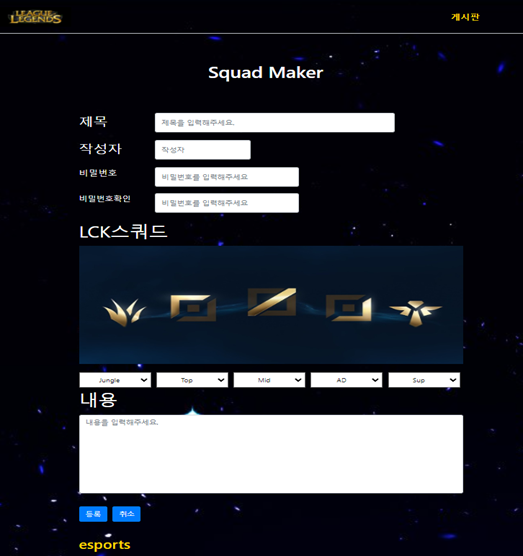 LEAGUE OF LEGENDS
게시판
Squad Maker
제목
제목을 입력해주세요.
작성자
작성자
비밀번호
비밀번호를 입력해주세요
비밀번호확인
비밀번호를 입력해주세요
LCK스쿼드
Jungle Top Mid AD Sup
내용
내용를 입력해주세요.
등록 취소
esports